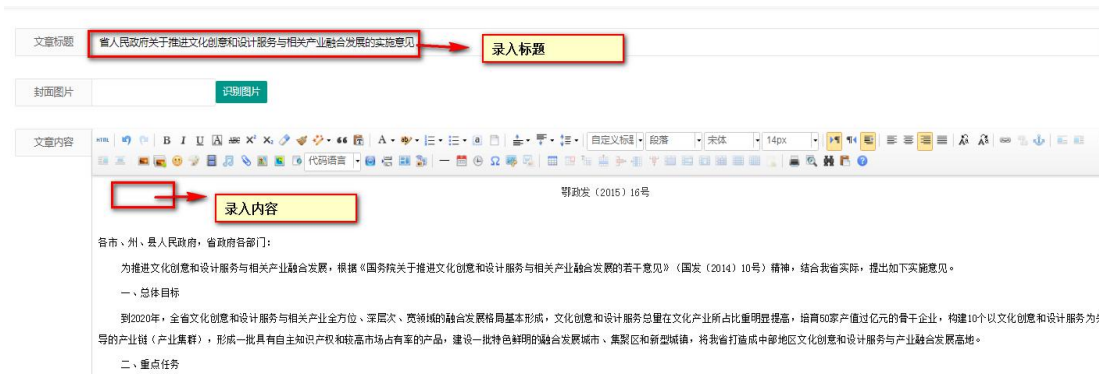 文章标题 省人民政府关于推进文化创意和设计服务与相关产业融合发展的实施意见 录入标题
封面图片 识别图片
文章内容 HTML B I U A ABC X² X₂ 66 A 自定义标题 段落 宋体 14px
代码语言
鄂政发（2015）16号
录入内容
各市、州、县人民政府，省政府各部门：
为推进文化创意和设计服务与相关产业融合发展，根据《国务院关于推进文化创意和设计服务与相关产业融合发展的若干意见》（国发（2014）10号）精神，结合我省实际，提出如下实施意见。
一、总体目标
到2020年，全省文化创意和设计服务与相关产业全方位、深层次、宽领域的融合发展格局基本形成，文化创意和设计服务总量在文化产业所占比重明显提高，培育50家产值过亿元的骨干企业，构建10个以文化创意和设计服务为
导的产业链（产业集群），形成一批具有自主知识产权和较高市场占有率的产品，建设一批特色鲜明的融合发展城市、集聚区和新型城镇，将我省打造成中部地区文化创意和设计服务与产业融合发展高地。
二、重点任务